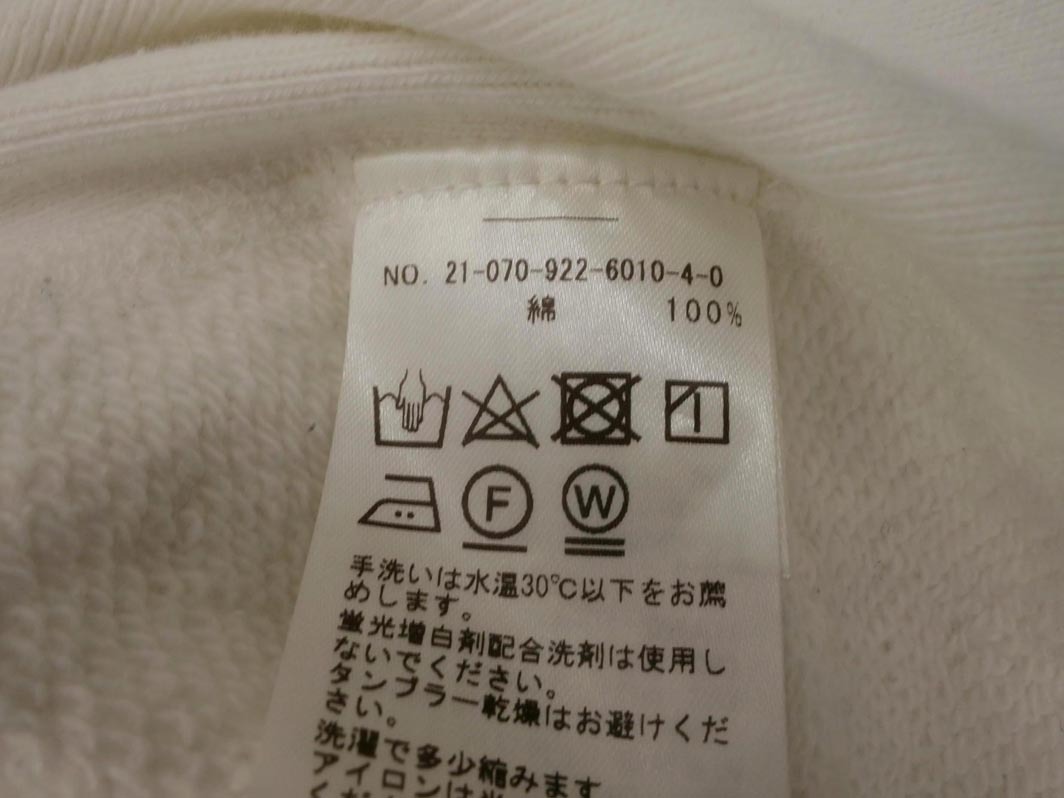 NO. 21-070-922-6010-4-0
綿 100%
F W
手洗いは水温30℃以下をお薦
めします。
蛍光増白剤配合洗剤は使用し
ないでください。
タンブラー乾燥はお避けくだ
さい。
洗濯で多少縮みます
アイロンは
くだ